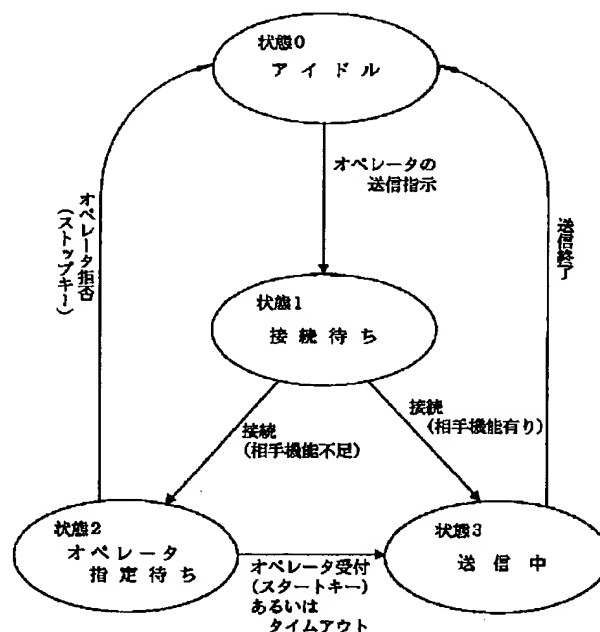 状態0
アイドル
オペレータの
送信指示
オペレータ拒否
(ストップキー)
送信終了
状態1
接続待ち
接続
(相手機能不足)
接続
(相手機能有り)
状態2
オペレータ
指定待ち
オペレータ受付
(スタートキー)
あるいは
タイムアウト
状態3
送信中